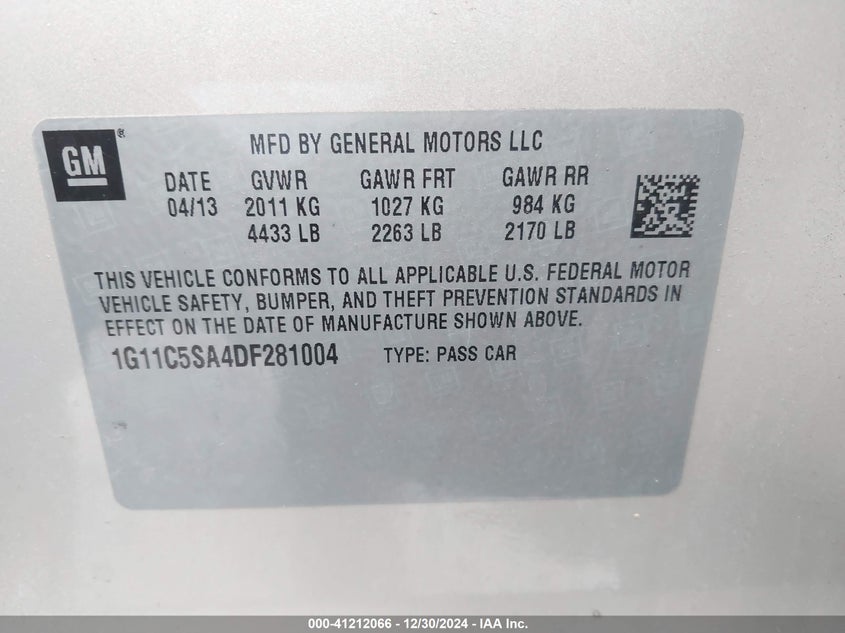 GM ®
MFD BY GENERAL MOTORS LLC
DATE GVWR GAWR FRT GAWR RR
04/13 2011 KG 1027 KG 984 KG
4433 LB 2263 LB 2170 LB
THIS VEHICLE CONFORMS TO ALL APPLICABLE U.S. FEDERAL MOTOR
VEHICLE SAFETY, BUMPER, AND THEFT PREVENTION STANDARDS IN
EFFECT ON THE DATE OF MANUFACTURE SHOWN ABOVE.
1G11C5SA4DF281004 TYPE: PASS CAR
000-41212066 - 12/30/2024 - IAA Inc.